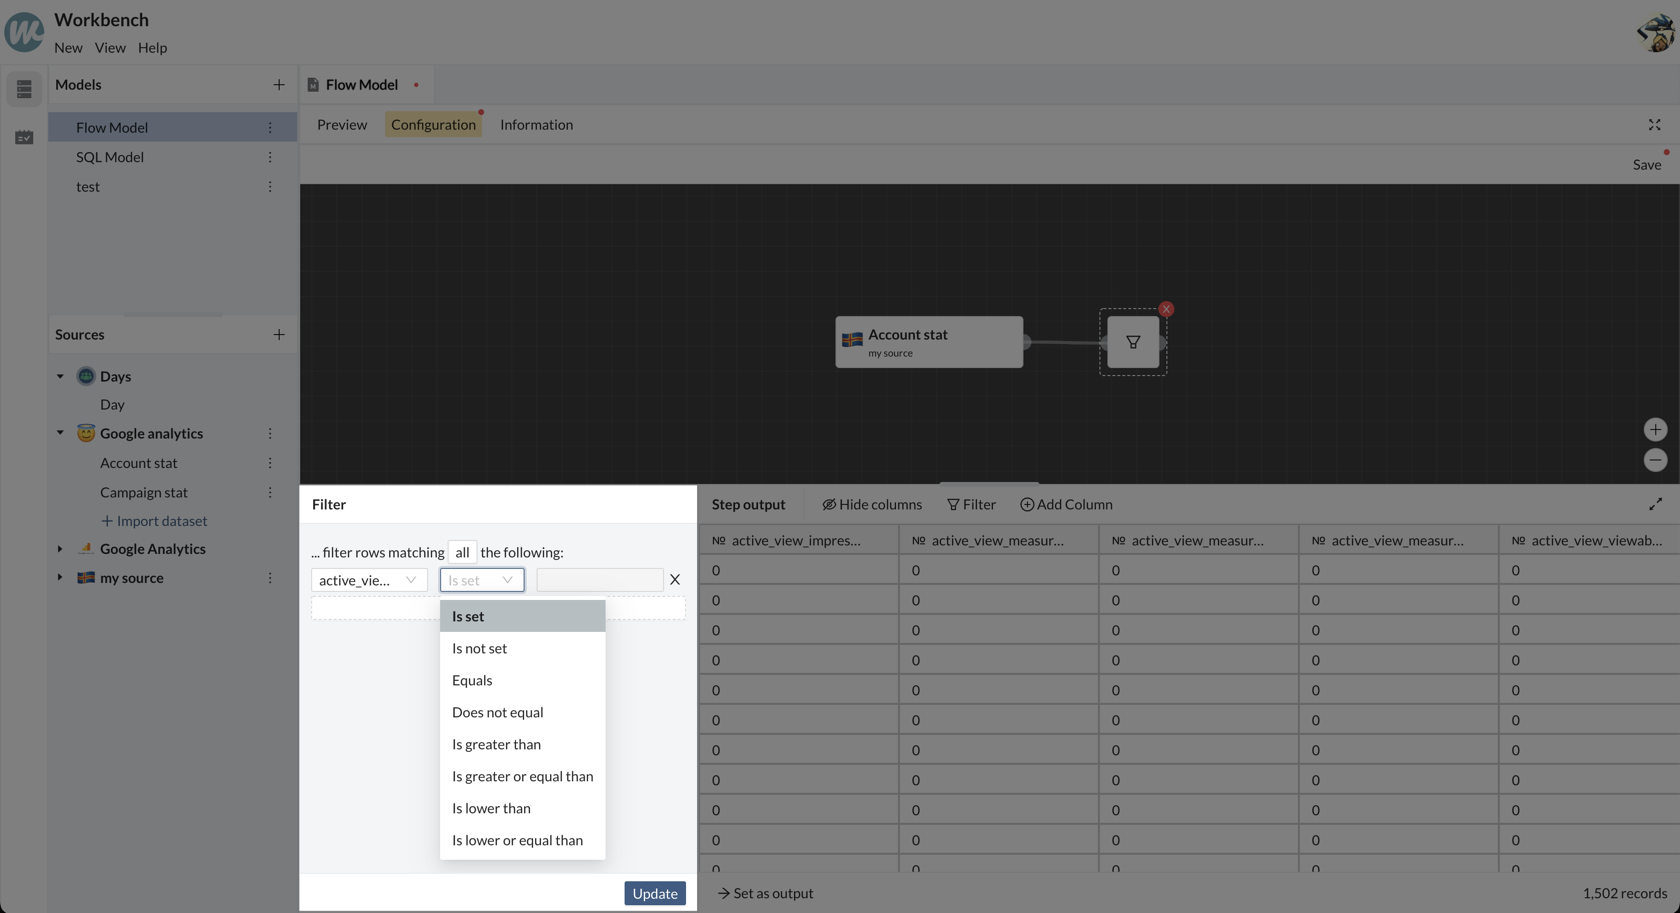 Workbench
New View Help
Models +
Flow Model
SQL Model
test
Sources +
Days
Day
Google analytics
Account stat
Campaign stat
+ Import dataset
Google Analytics
my source
Flow Model
Preview Configuration Information
Save
Account stat
my source
X
Filter
... filter rows matching all the following:
active_vie... Is set X
Is set
Is not set
Equals
Does not equal
Is greater than
Is greater or equal than
Is lower than
Is lower or equal than
Update
Step output Hide columns Filter Add Column
№ active_view_impres... № active_view_measur... № active_view_measur... № active_view_measur... № active_view_viewab...
0 0 0 0 0
0 0 0 0 0
0 0 0 0 0
0 0 0 0 0
0 0 0 0 0
0 0 0 0 0
0 0 0 0 0
0 0 0 0 0
0 0 0 0 0
0 0 0 0 0
0 0 0 0 0
→ Set as output 1,502 records